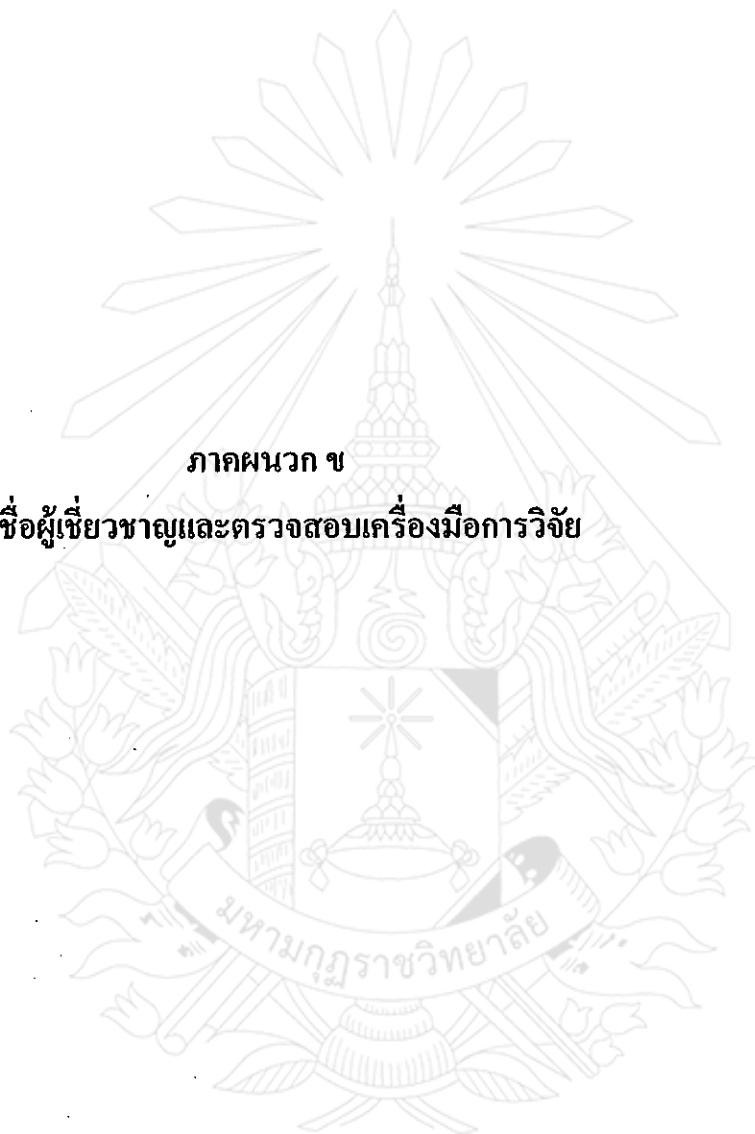 ภาคผนวก ข
ชื่อผู้เชี่ยวชาญและตรวจสอบเครื่องมือการวิจัย
มหามกุฏราชวิทยาลัย